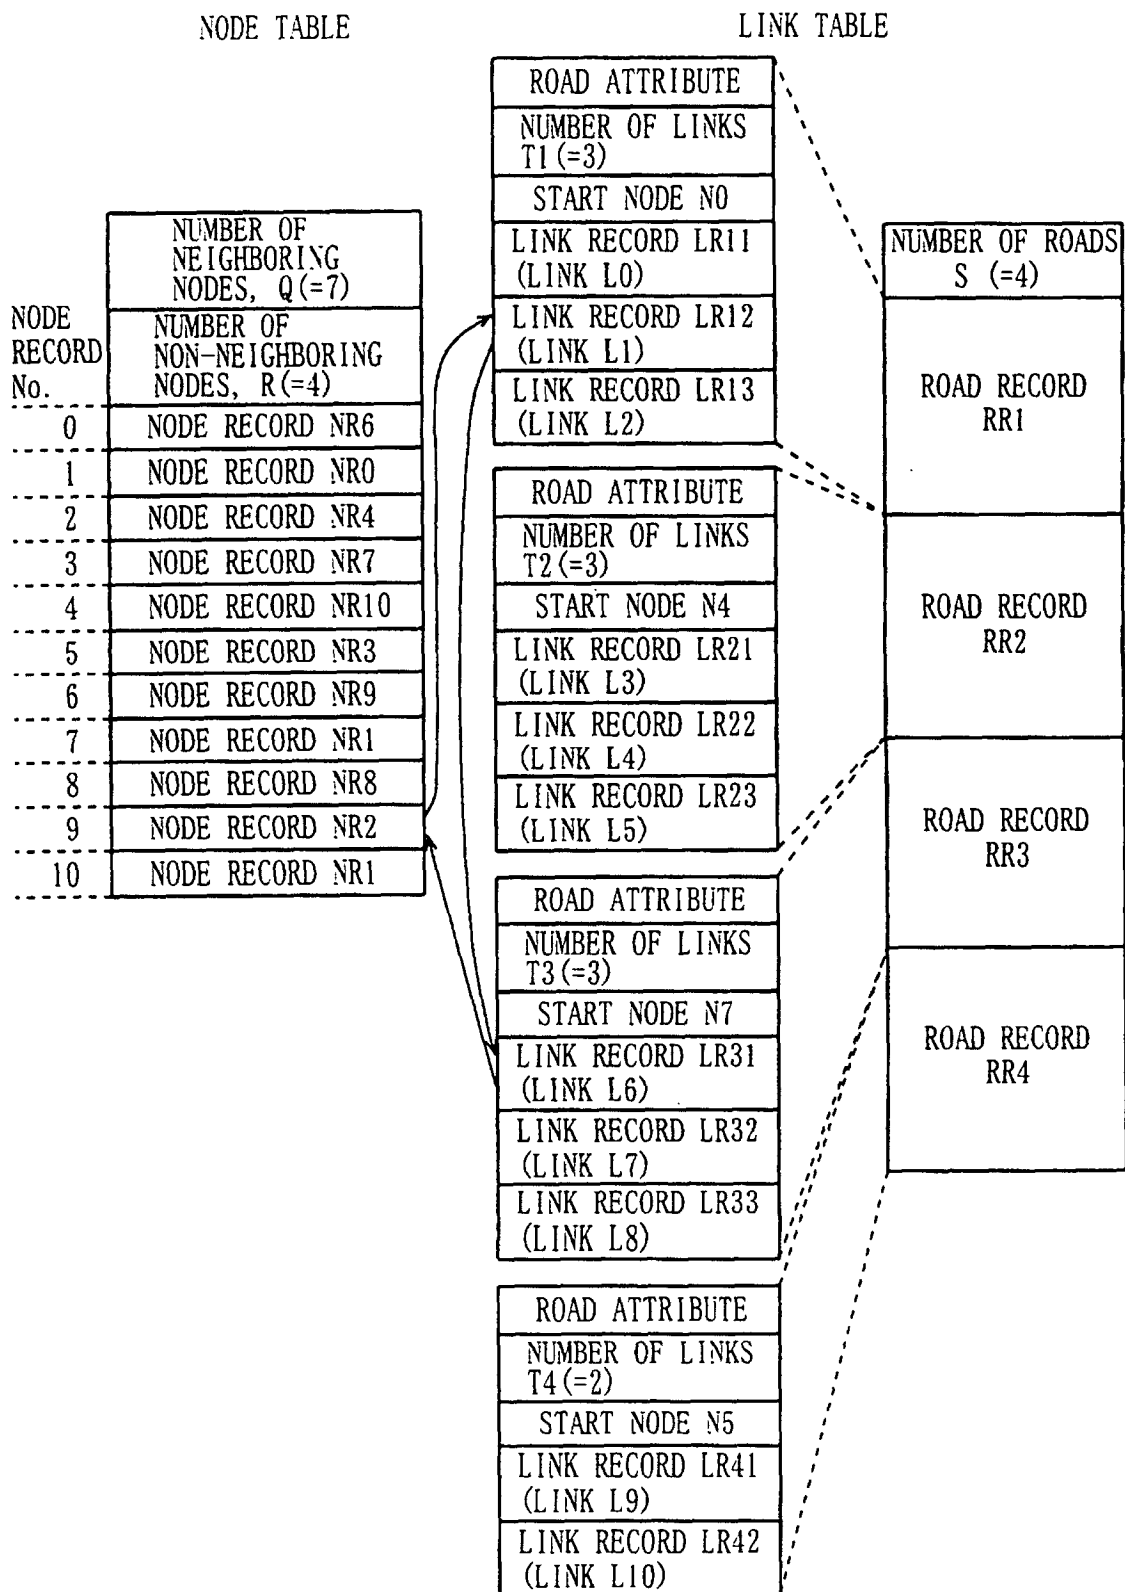 NODE TABLE
LINK TABLE
NODE
RECORD
No.
NUMBER OF
NEIGHBORING
NODES, Q(=7)
NUMBER OF
NON-NEIGHBORING
NODES, R(=4)
0 NODE RECORD NR6
1 NODE RECORD NR0
2 NODE RECORD NR4
3 NODE RECORD NR7
4 NODE RECORD NR10
5 NODE RECORD NR3
6 NODE RECORD NR9
7 NODE RECORD NR1
8 NODE RECORD NR8
9 NODE RECORD NR2
10 NODE RECORD NR1
ROAD ATTRIBUTE
NUMBER OF LINKS
T1(=3)
START NODE N0
LINK RECORD LR11
(LINK L0)
LINK RECORD LR12
(LINK L1)
LINK RECORD LR13
(LINK L2)
ROAD ATTRIBUTE
NUMBER OF LINKS
T2(=3)
START NODE N4
LINK RECORD LR21
(LINK L3)
LINK RECORD LR22
(LINK L4)
LINK RECORD LR23
(LINK L5)
ROAD ATTRIBUTE
NUMBER OF LINKS
T3(=3)
START NODE N7
LINK RECORD LR31
(LINK L6)
LINK RECORD LR32
(LINK L7)
LINK RECORD LR33
(LINK L8)
ROAD ATTRIBUTE
NUMBER OF LINKS
T4(=2)
START NODE N5
LINK RECORD LR41
(LINK L9)
LINK RECORD LR42
(LINK L10)
NUMBER OF ROADS
S (=4)
ROAD RECORD
RR1
ROAD RECORD
RR2
ROAD RECORD
RR3
ROAD RECORD
RR4